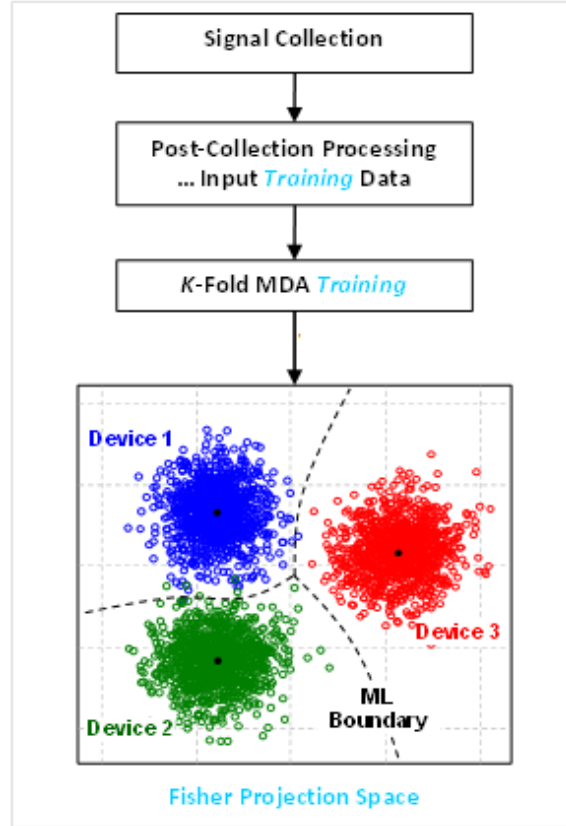 Signal Collection
Post-Collection Processing
... Input Training Data
K-Fold MDA Training
Device 1
Device 3
ML
Boundary
Device 2
Fisher Projection Space